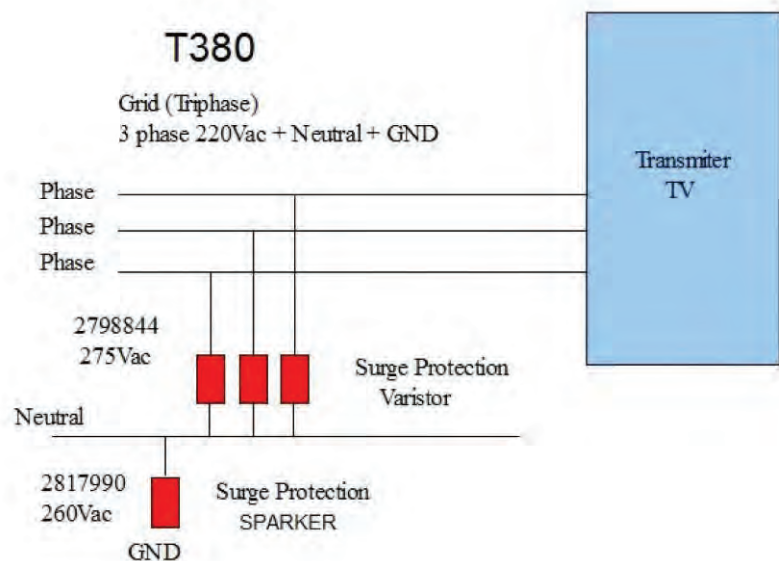 T380
Grid (Triphase)
3 phase 220Vac + Neutral + GND
Transmiter
TV
Phase
Phase
Phase
2798844
275Vac
Surge Protection
Varistor
Neutral
2817990
260Vac
Surge Protection
SPARKER
GND